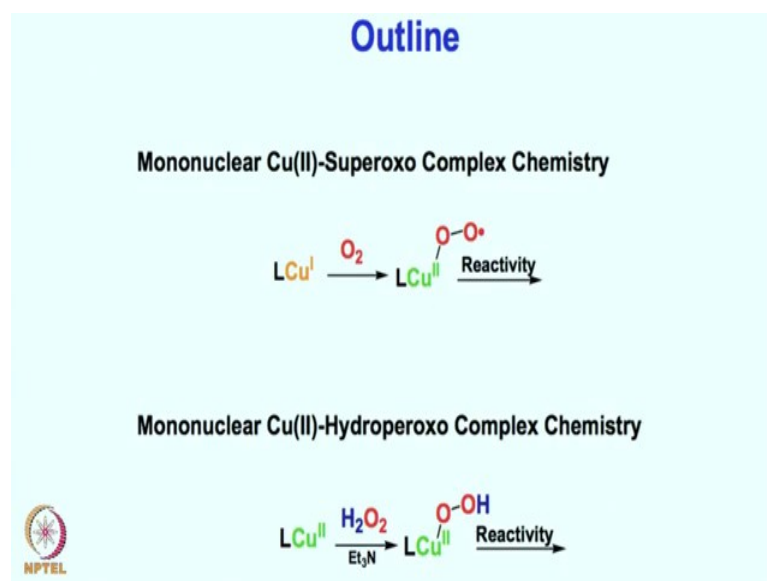 Outline
Mononuclear Cu(II)-Superoxo Complex Chemistry
LCuᴵ O₂ LCuᴵᴵ O-O• Reactivity
Mononuclear Cu(II)-Hydroperoxo Complex Chemistry
LCuᴵᴵ H₂O₂ Et₃N LCuᴵᴵ O-OH Reactivity
NPTEL